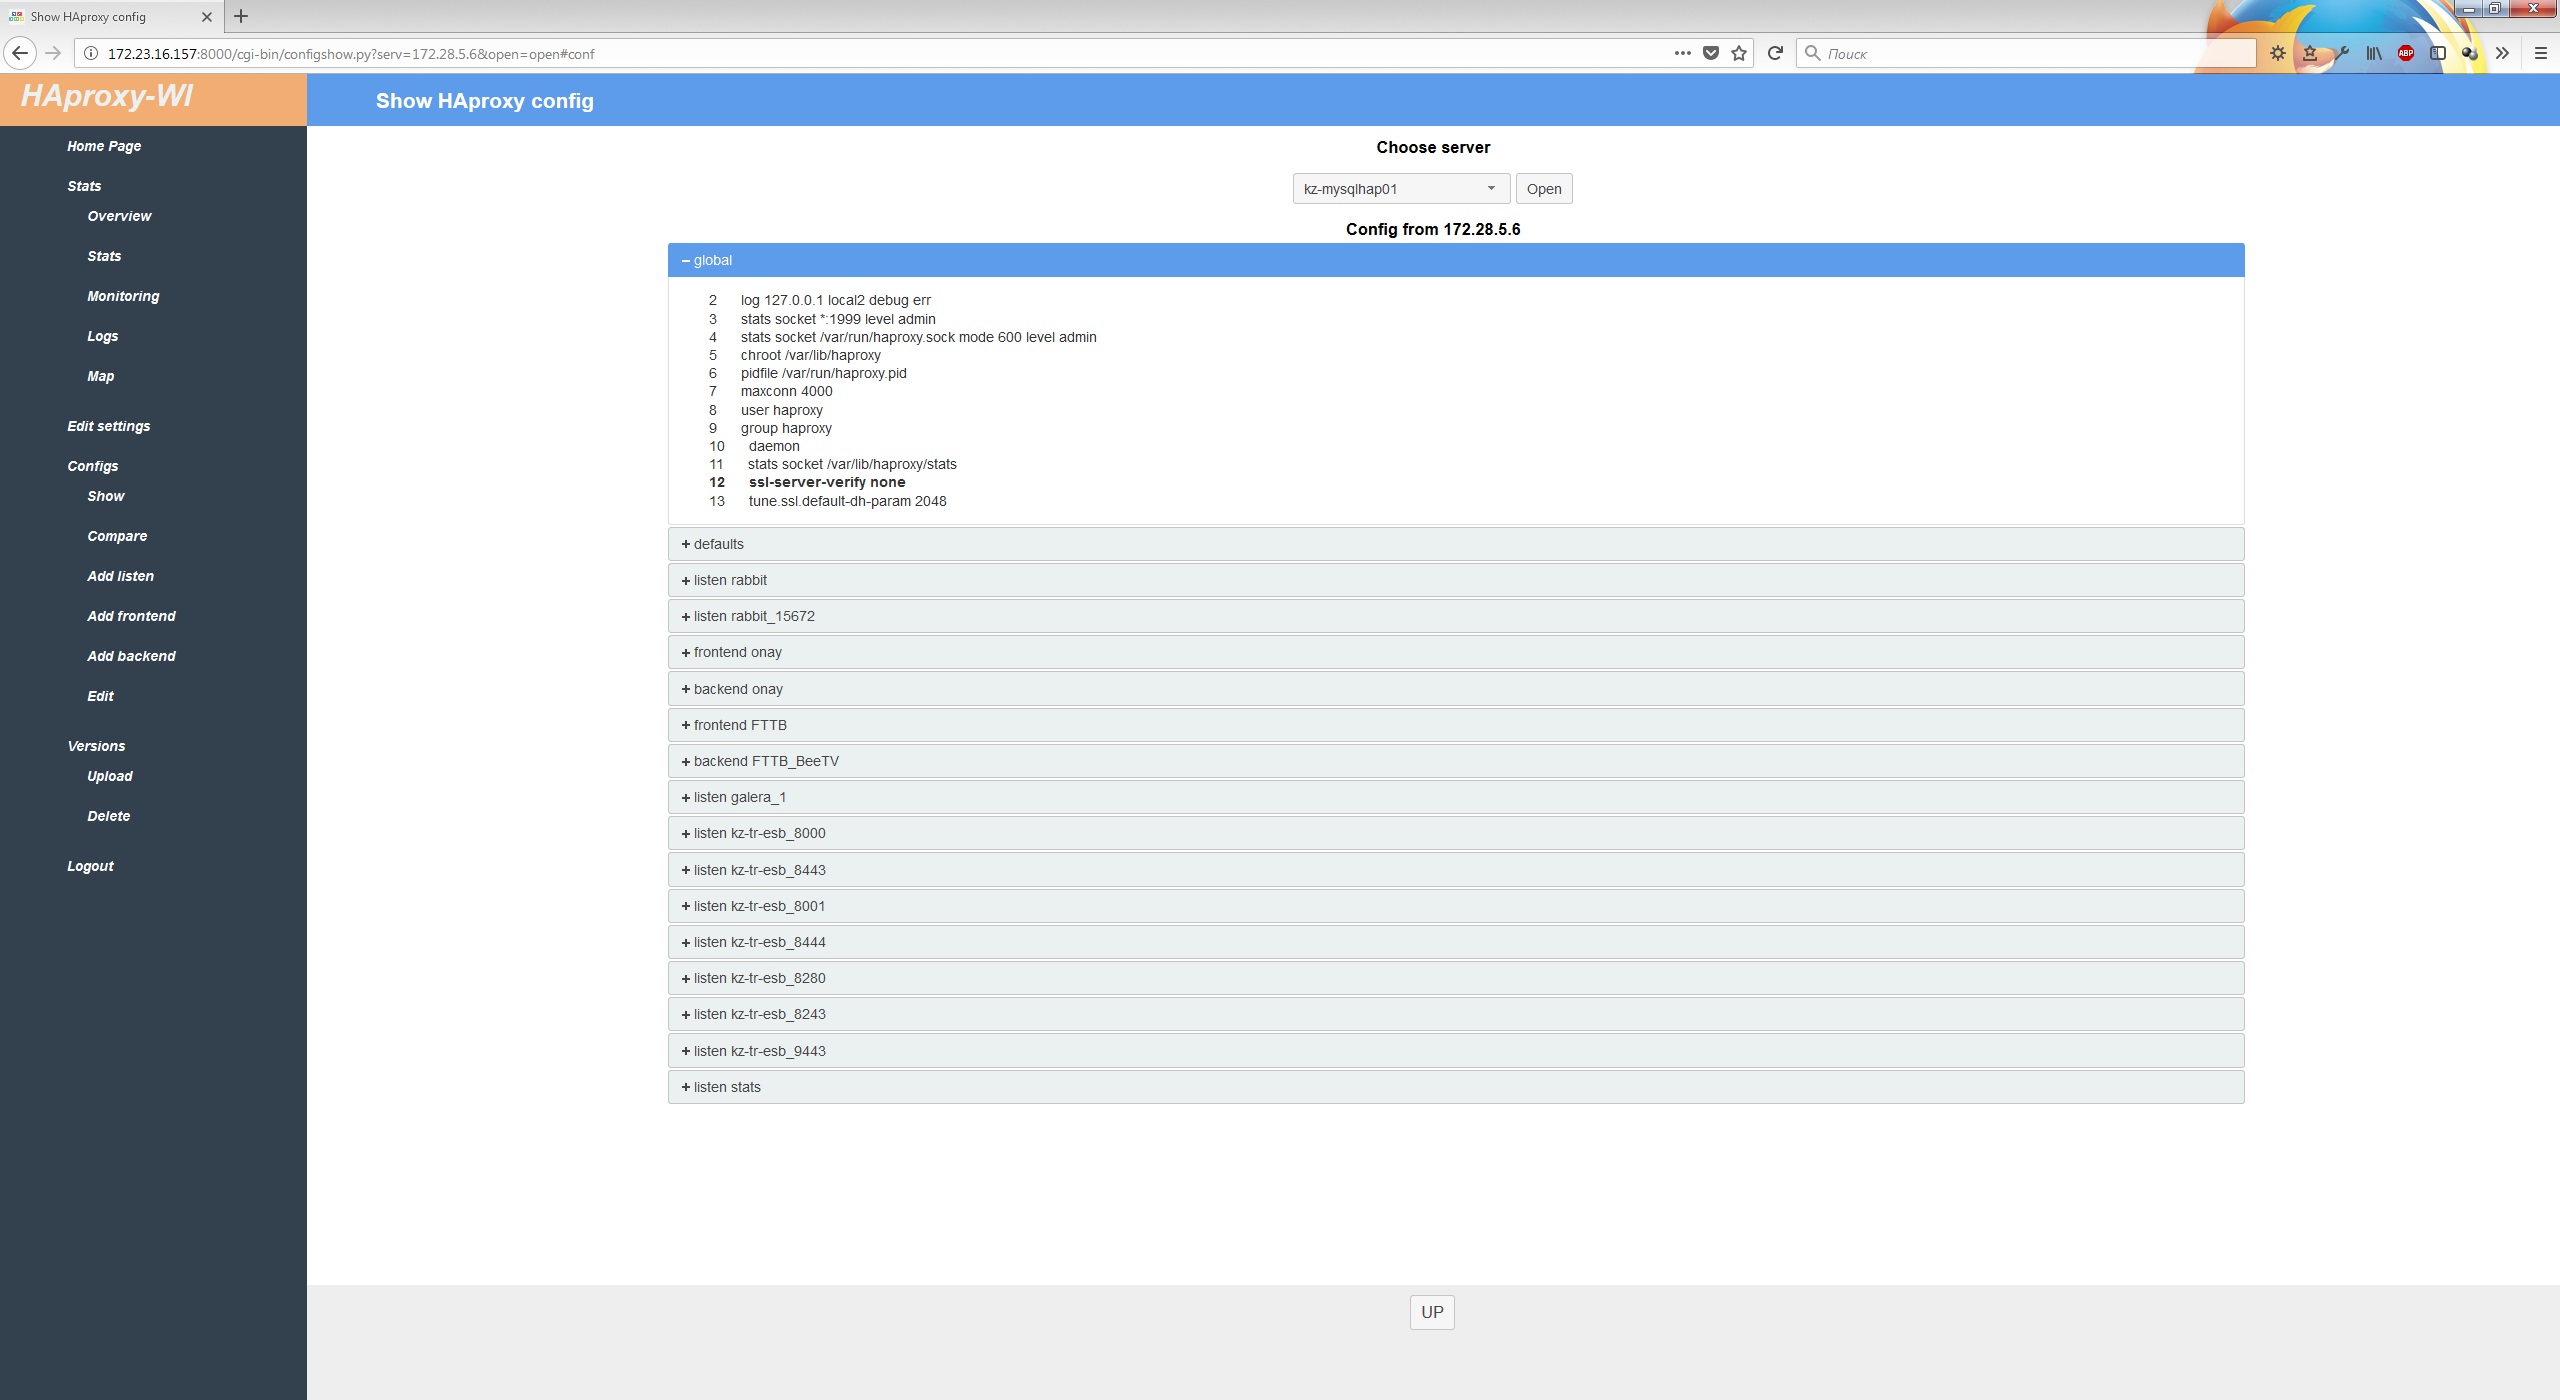 Show HAproxy config
172.23.16.157:8000/cgi-bin/configshow.py?serv=172.28.5.6&open=open#conf
Поиск
ABP
HAproxy-WI
Show HAproxy config
Home Page
Stats
Overview
Stats
Monitoring
Logs
Map
Edit settings
Configs
Show
Compare
Add listen
Add frontend
Add backend
Edit
Versions
Upload
Delete
Logout
Choose server
kz-mysqlhap01 Open
Config from 172.28.5.6
− global
2 log 127.0.0.1 local2 debug err
3 stats socket *:1999 level admin
4 stats socket /var/run/haproxy.sock mode 600 level admin
5 chroot /var/lib/haproxy
6 pidfile /var/run/haproxy.pid
7 maxconn 4000
8 user haproxy
9 group haproxy
10 daemon
11 stats socket /var/lib/haproxy/stats
12 ssl-server-verify none
13 tune.ssl.default-dh-param 2048
+ defaults
+ listen rabbit
+ listen rabbit_15672
+ frontend onay
+ backend onay
+ frontend FTTB
+ backend FTTB_BeeTV
+ listen galera_1
+ listen kz-tr-esb_8000
+ listen kz-tr-esb_8443
+ listen kz-tr-esb_8001
+ listen kz-tr-esb_8444
+ listen kz-tr-esb_8280
+ listen kz-tr-esb_8243
+ listen kz-tr-esb_9443
+ listen stats
UP